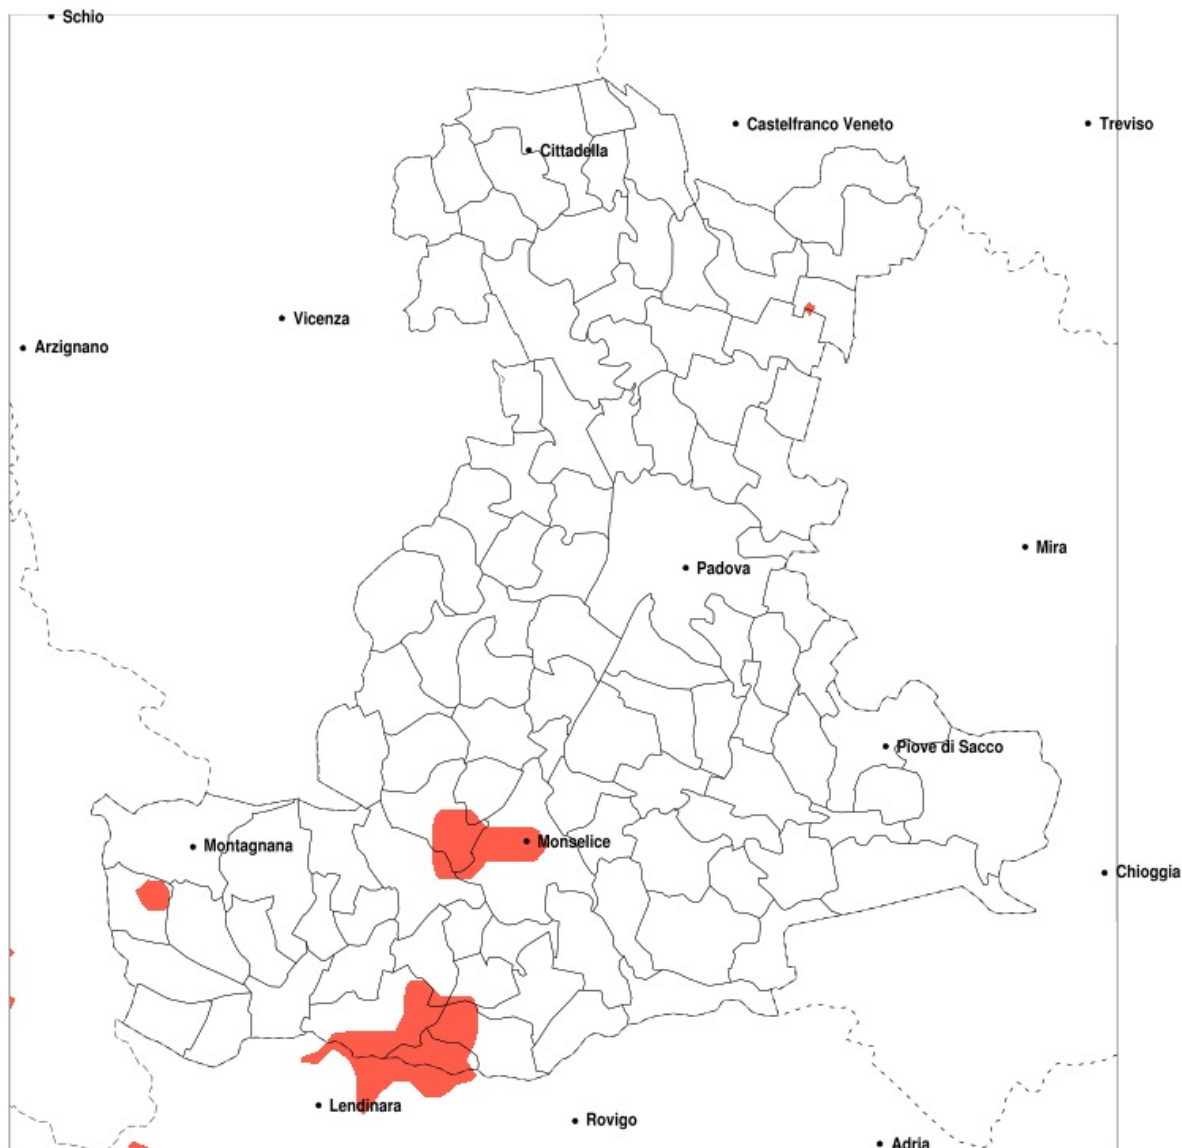 Schio
Castelfranco Veneto
Treviso
Cittadella
Vicenza
Arzignano
Mira
Padova
Piove di Sacco
Montagnana
Monselice
Chioggia
Lendinara
Rovigo
Adria